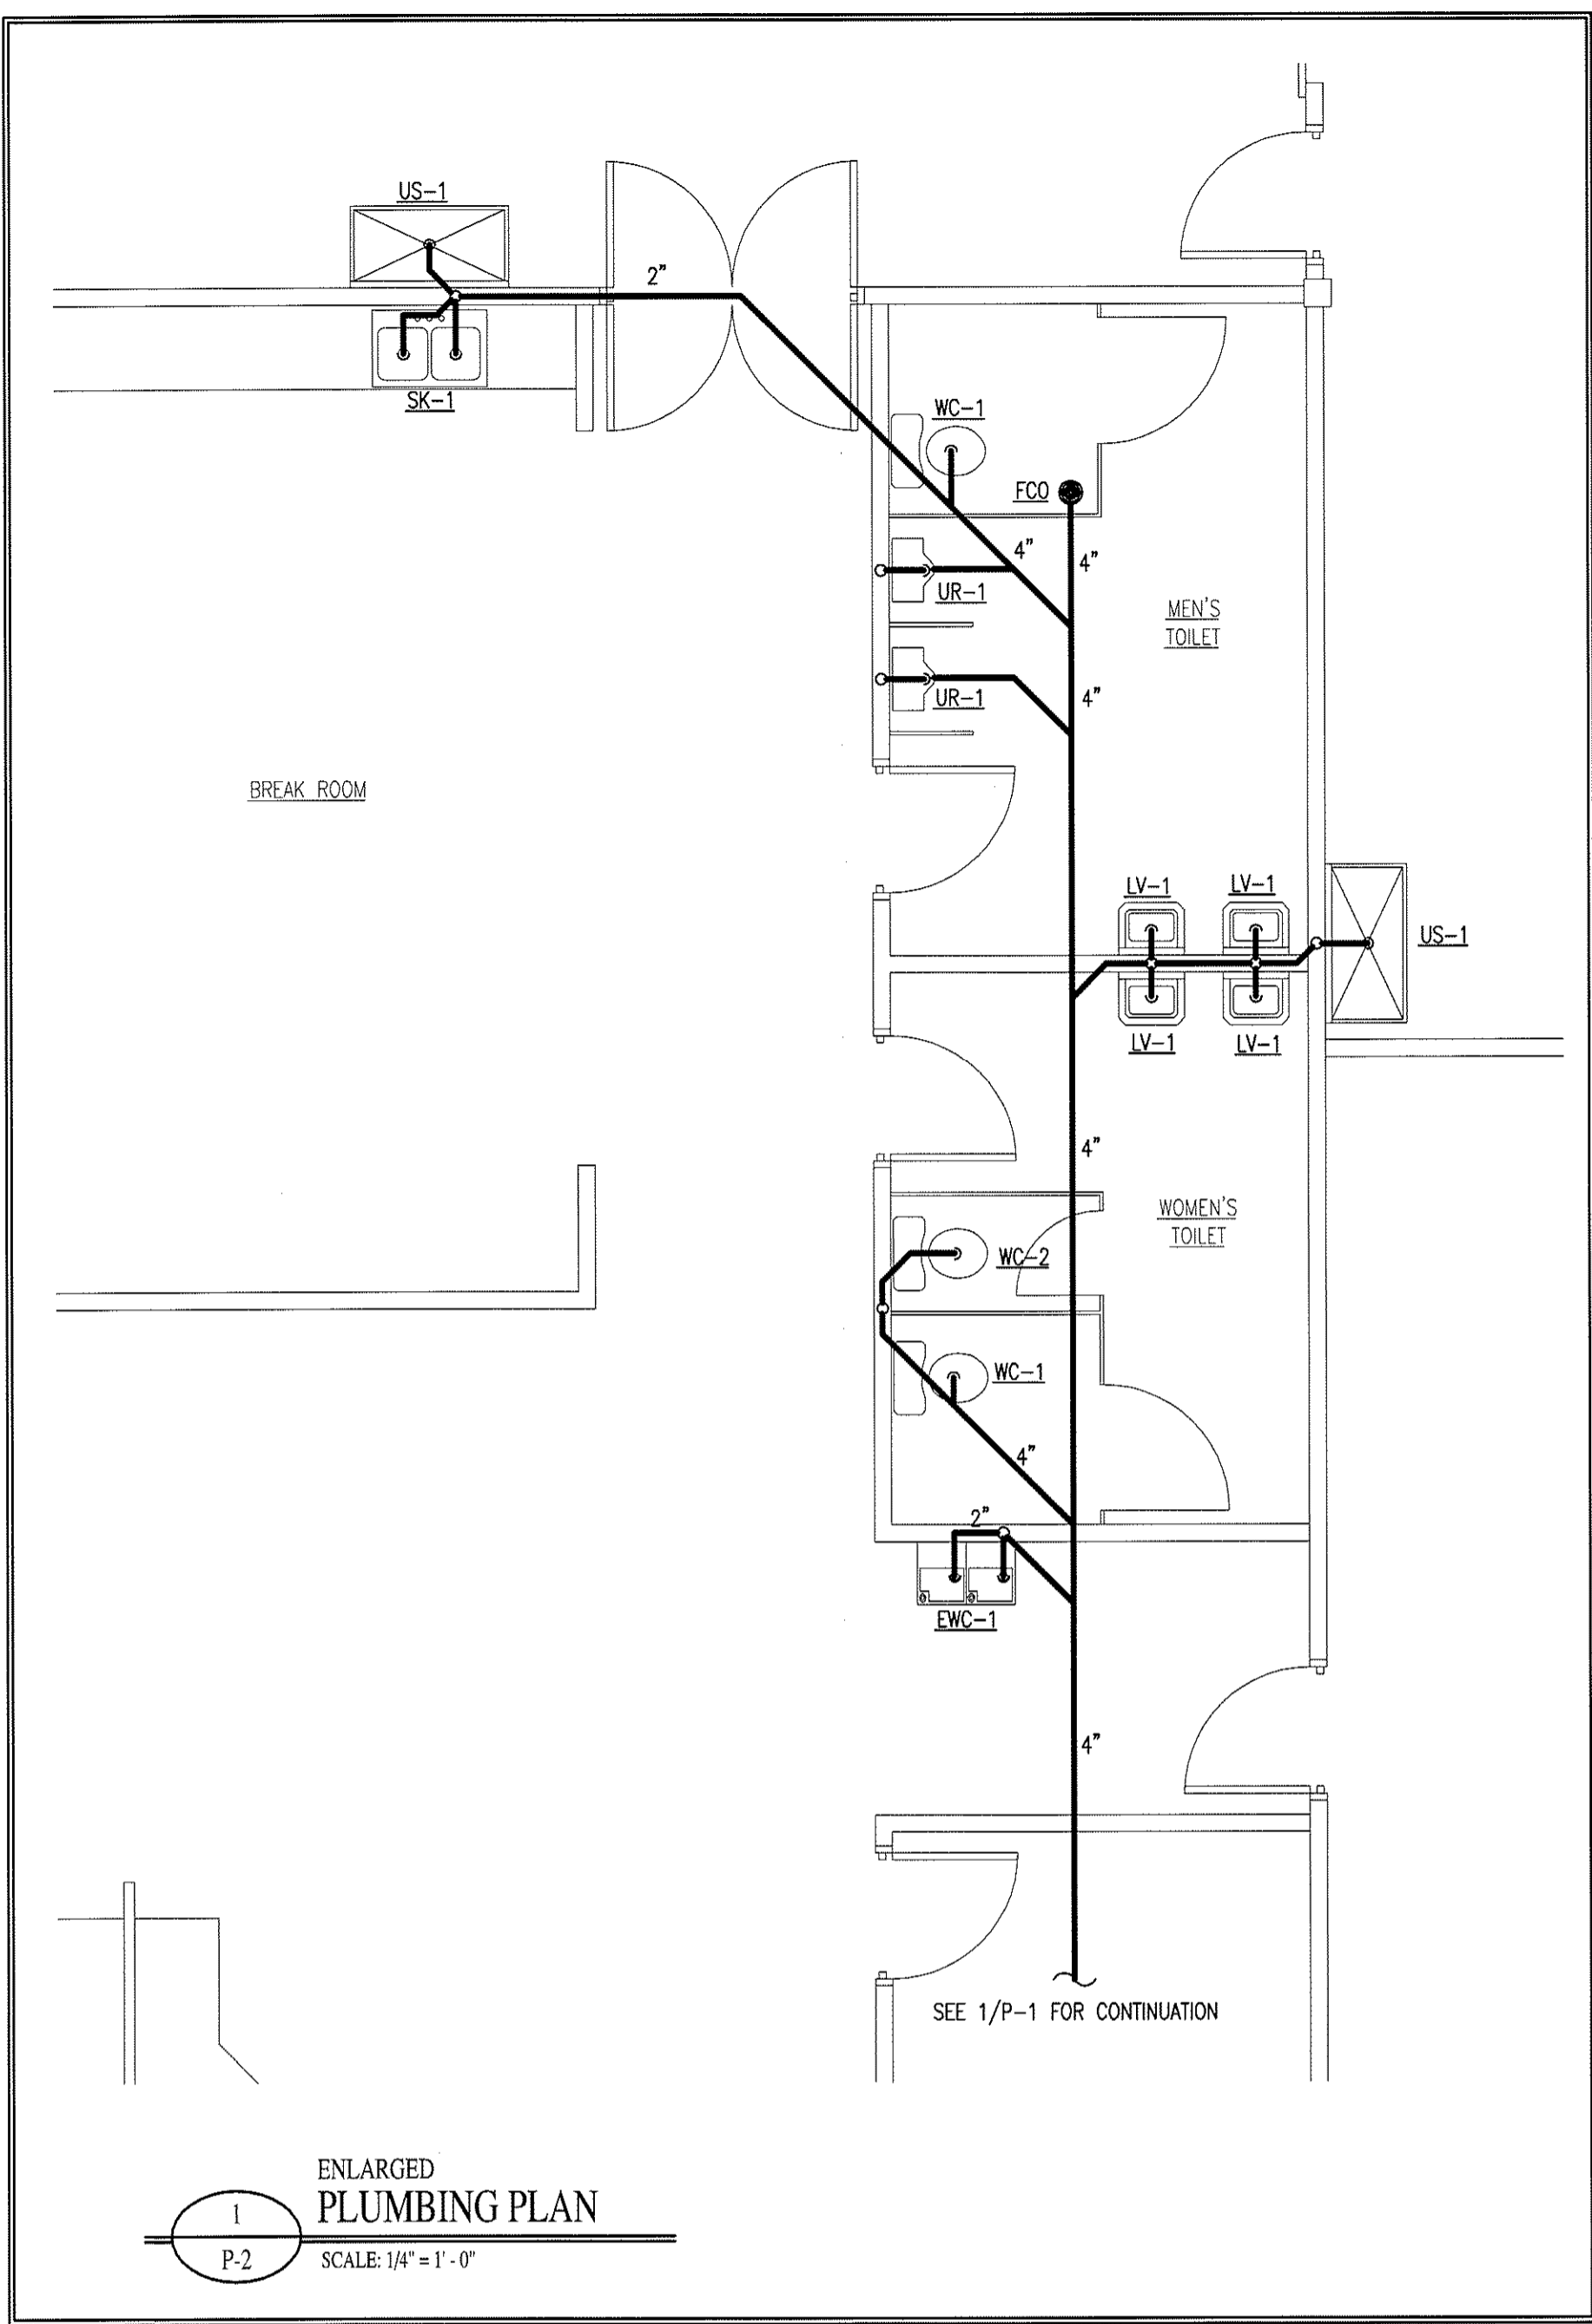 US-1
2"
SK-1
WC-1
FCO
4"
4"
UR-1
MEN'S
TOILET
4"
UR-1
BREAK ROOM
LV-1
LV-1
US-1
LV-1
LV-1
4"
WOMEN'S
TOILET
WC-2
WC-1
4"
2"
EWC-1
4"
SEE 1/P-1 FOR CONTINUATION
ENLARGED
1
PLUMBING PLAN
P-2
SCALE: 1/4" = 1' - 0"